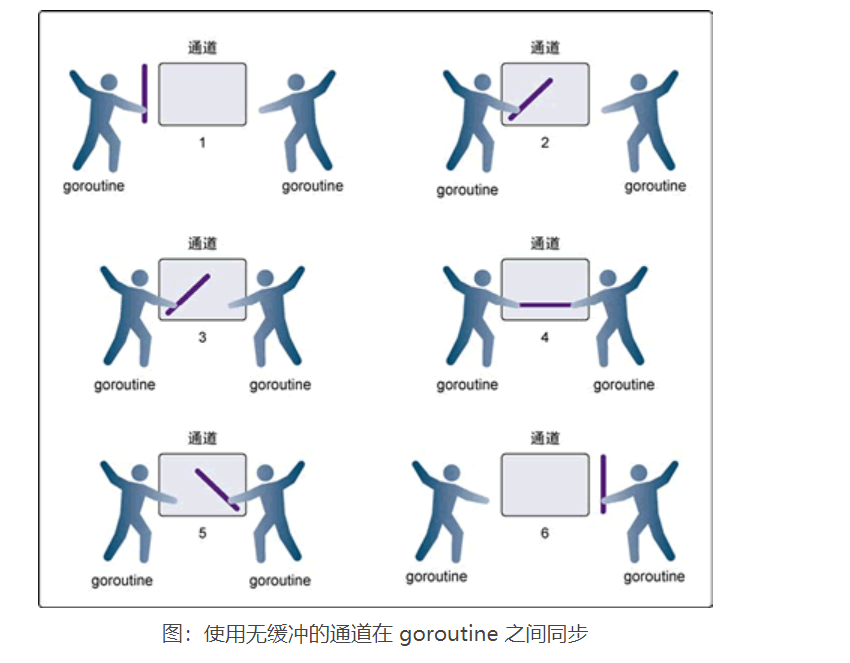 通道
通道
1
2
goroutine
goroutine
goroutine
goroutine
通道
通道
3
4
goroutine
goroutine
goroutine
goroutine
通道
通道
5
6
goroutine
goroutine
goroutine
goroutine
图：使用无缓冲的通道在 goroutine 之间同步